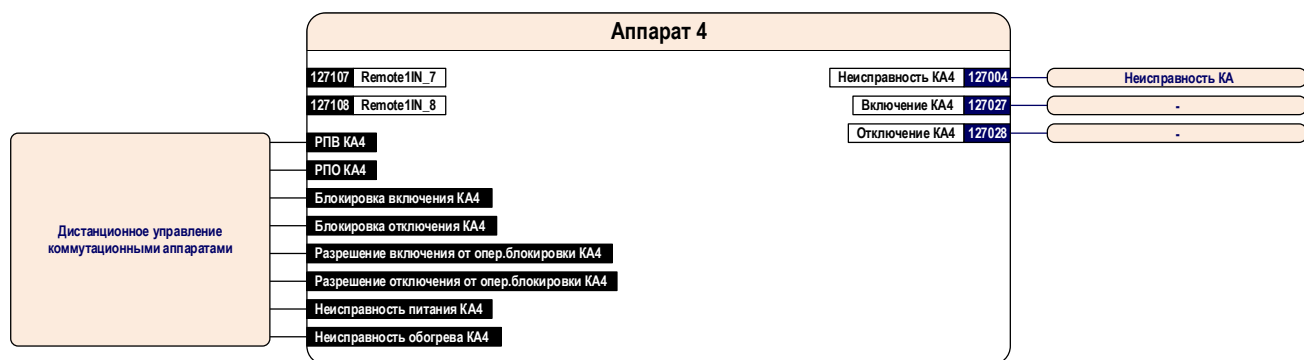 Аппарат 4
127107 Remote1IN_7
Неисправность КА4 127004
Неисправность КА
127108 Remote1IN_8
Включение КА4 127027
-
Отключение КА4 127028
-
РПВ КА4
РПО КА4
Блокировка включения КА4
Блокировка отключения КА4
Разрешение включения от опер.блокировки КА4
Разрешение отключения от опер.блокировки КА4
Неисправность питания КА4
Неисправность обогрева КА4
Дистанционное управление
коммутационными аппаратами